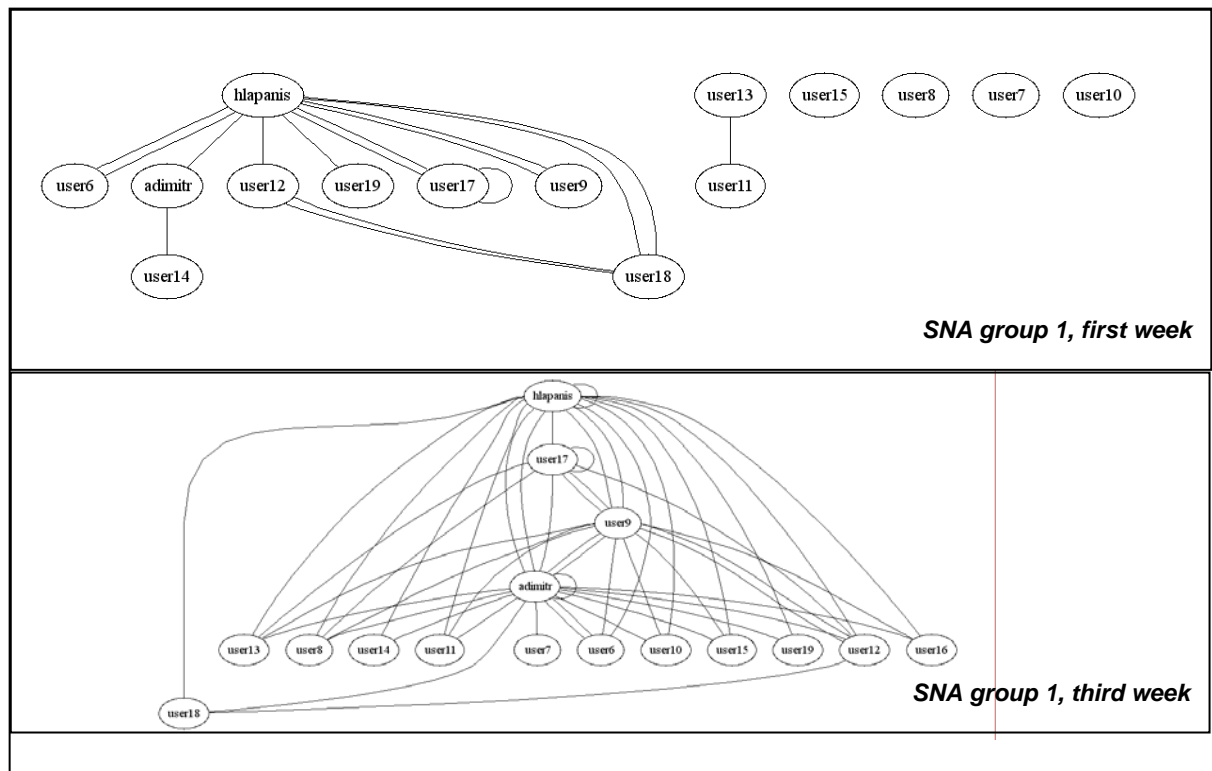 hlapanis user13 user15 user8 user7 user10
user6 adimitr user12 user19 user17 user9 user11
user14 user18
SNA group 1, first week
hlapanis
user17
user9
adimitr
user13 user8 user14 user11 user7 user6 user10 user15 user19 user12 user16
SNA group 1, third week
user18